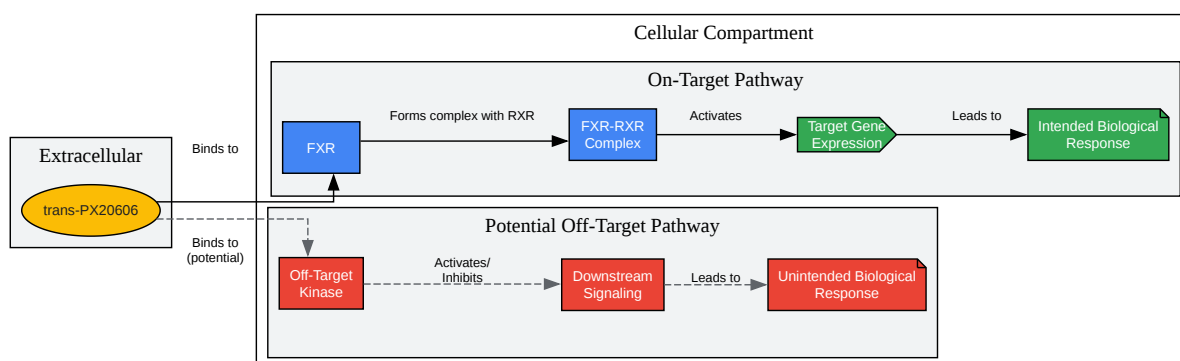 Cellular Compartment
On-Target Pathway
Forms complex with RXR
Activates
Leads to
FXR
FXR-RXR
Complex
Target Gene
Expression
Intended Biological
Response
Extracellular
Binds to
trans-PX20606
Binds to
(potential)
Potential Off-Target Pathway
Off-Target
Kinase
Activates/
Inhibits
Downstream
Signaling
Leads to
Unintended Biological
Response